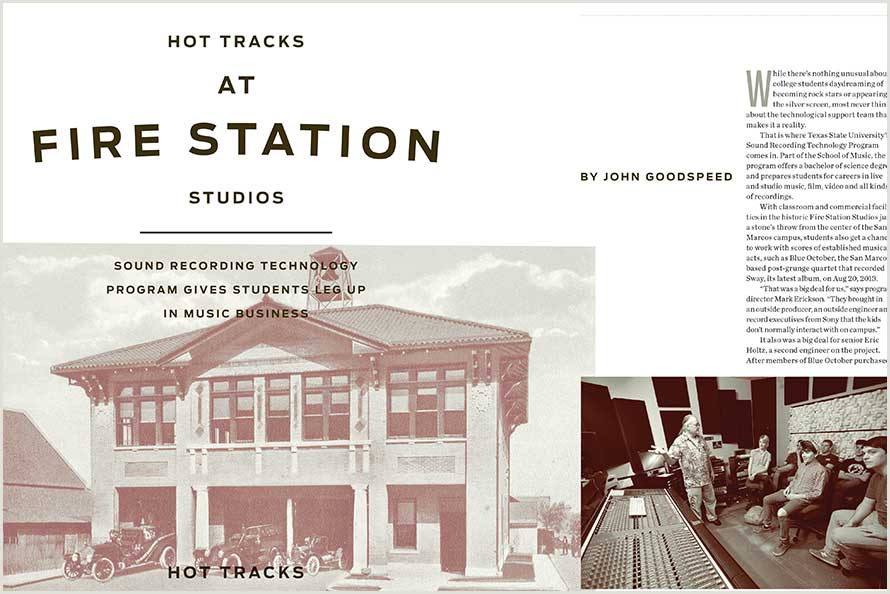 HOT TRACKS
AT
FIRE STATION
STUDIOS
SOUND RECORDING TECHNOLOGY
PROGRAM GIVES STUDENTS LEG UP
IN MUSIC BUSINESS
HOT TRACKS
BY JOHN GOODSPEED
While there's nothing unusual abou
college students daydreaming of
becoming rock stars or appearing
the silver screen, most never thin
about the technological support team tha
makes it a reality.
That is where Texas State University'
Sound Recording Technology Program
comes in. Part of the School of Music, the
program offers a bachelor of science degre
and prepares students for careers in live
and studio music, film, video and all kinds
of recordings.
With classroom and commercial facil
ties in the historic Fire Station Studios ju
a stone's throw from the center of the San
Marcos campus, students also get a chanc
to work with scores of established musica
acts, such as Blue October, the San Marco
based post-grunge quartet that recorded
Sway, its latest album, on Aug 20, 2013.
"That was a big deal for us," says progra
director Mark Erickson. "They brought in
an outside producer, an outside engineer an
record executives from Sony that the kids
don't normally interact with on campus."
It also was a big deal for senior Eric
Holtz, a second engineer on the project.
After members of Blue October purchase